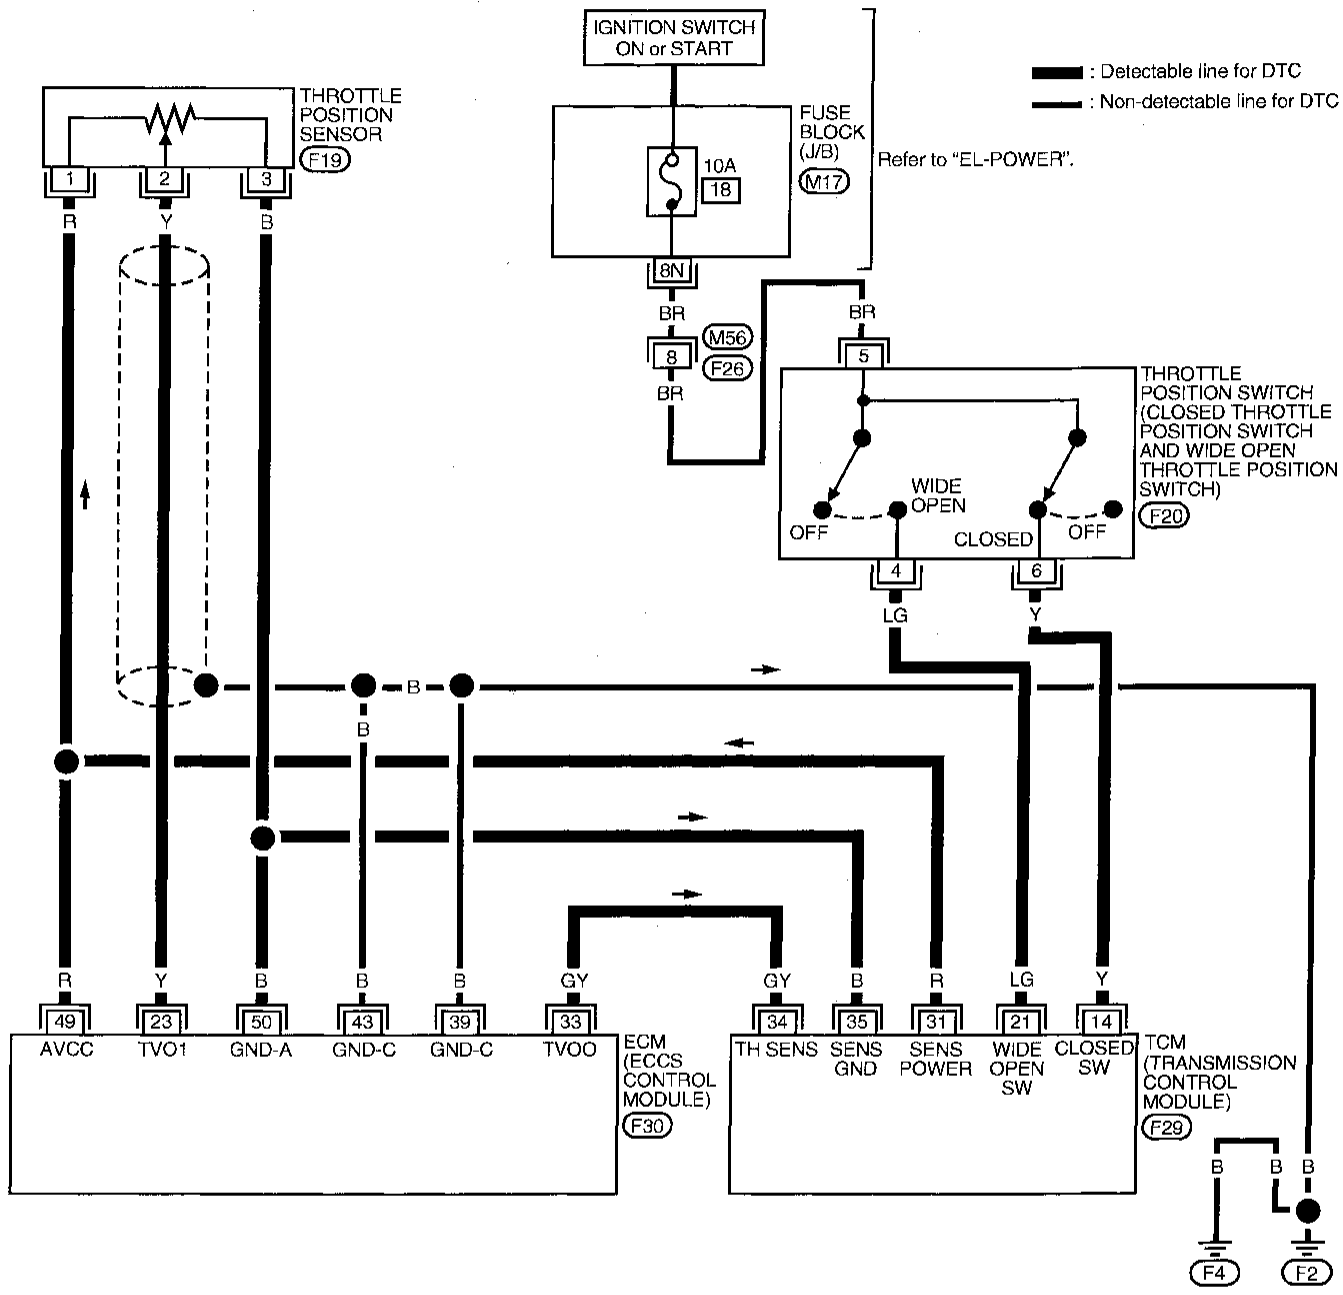 IGNITION SWITCH
ON or START
: Detectable line for DTC
: Non-detectable line for DTC
THROTTLE
POSITION
SENSOR
F19
FUSE
BLOCK
(J/B)
M17
Refer to "EL-POWER".
10A
18
1
2
3
R
Y
B
8N
BR
M56
8
F26
BR
BR
5
THROTTLE
POSITION SWITCH
(CLOSED THROTTLE
POSITION SWITCH
AND WIDE OPEN
THROTTLE POSITION
SWITCH)
F20
WIDE
OPEN
OFF
CLOSED
OFF
4
6
LG
Y
B
B
R
Y
B
B
B
GY
GY
B
R
LG
Y
49
23
50
43
39
33
34
35
31
21
14
AVCC
TVO1
GND-A
GND-C
GND-C
TVOO
ECM
(ECCS
CONTROL
MODULE)
F30
TH SENS
SENS
GND
SENS
POWER
WIDE
OPEN
SW
CLOSED
SW
TCM
(TRANSMISSION
CONTROL
MODULE)
F29
B
B
B
F4
F2